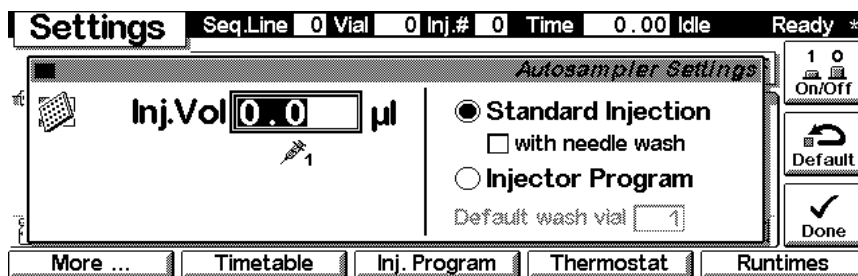 Settings Seq.Line 0 Vial 0 Inj.# 0 Time 0.00 Idle Ready *
Autosampler Settings
1 0
On/Off
Inj.Vol 0.0 µl
1
Standard Injection
with needle wash
Injector Program
Default wash vial 1
Default
Done
More ... Timetable Inj. Program Thermostat Runtimes